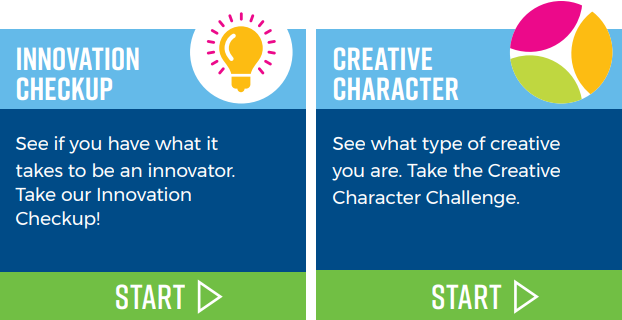 INNOVATION
CHECKUP
See if you have what it
takes to be an innovator.
Take our Innovation
Checkup!
START
CREATIVE
CHARACTER
See what type of creative
you are. Take the Creative
Character Challenge.
START